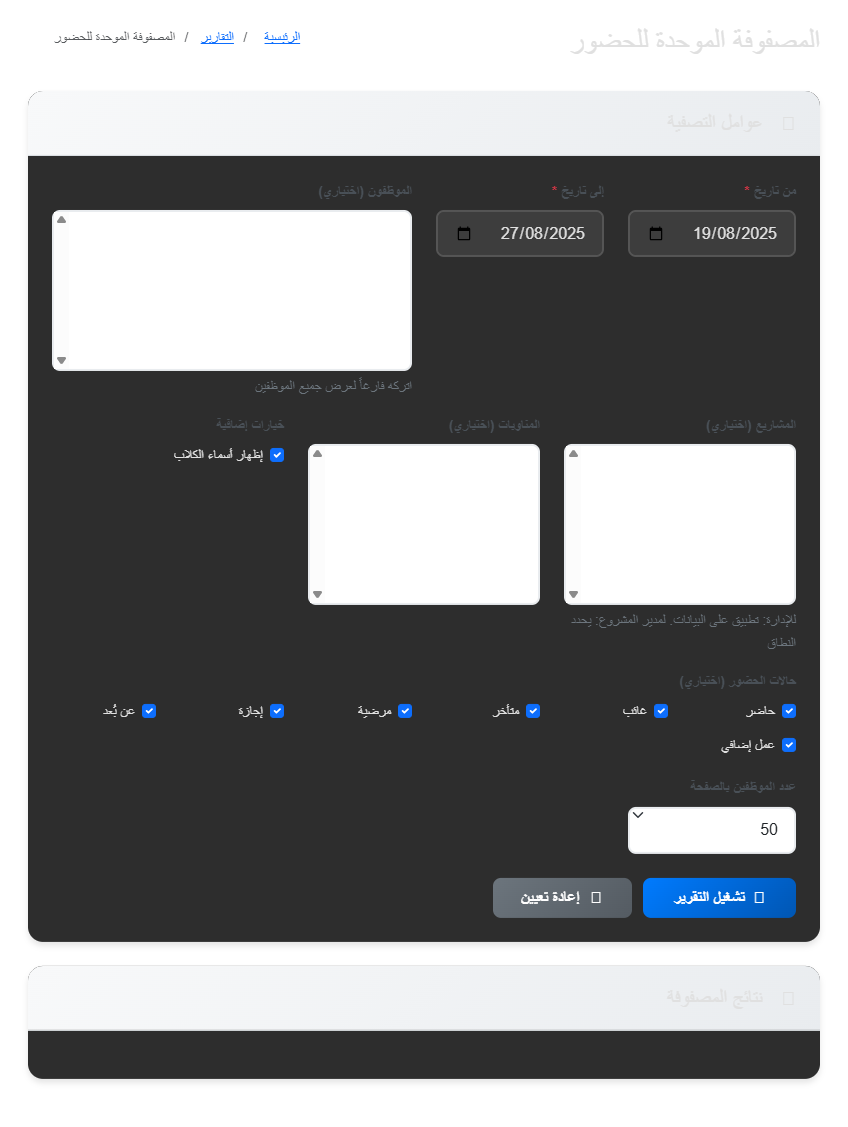 المصفوفة الموحدة للحضور
الرئيسية / التقارير / المصفوفة الموحدة للحضور
عوامل التصفية
من تاريخ *
إلى تاريخ *
الموظفون (اختياري)
19/08/2025
27/08/2025
اتركه فارغاً لعرض جميع الموظفين
المشاريع (اختياري)
المناوبات (اختياري)
خيارات إضافية
إظهار أسماء الكلاب
للإدارة: تطبيق على البيانات. لمدير المشروع: يحدد
النطاق
حالات الحضور (اختياري)
حاضر غائب متأخر مرضية إجازة عن بُعد
عمل إضافي
عدد الموظفين بالصفحة
50
تشغيل التقرير
إعادة تعيين
نتائج المصفوفة